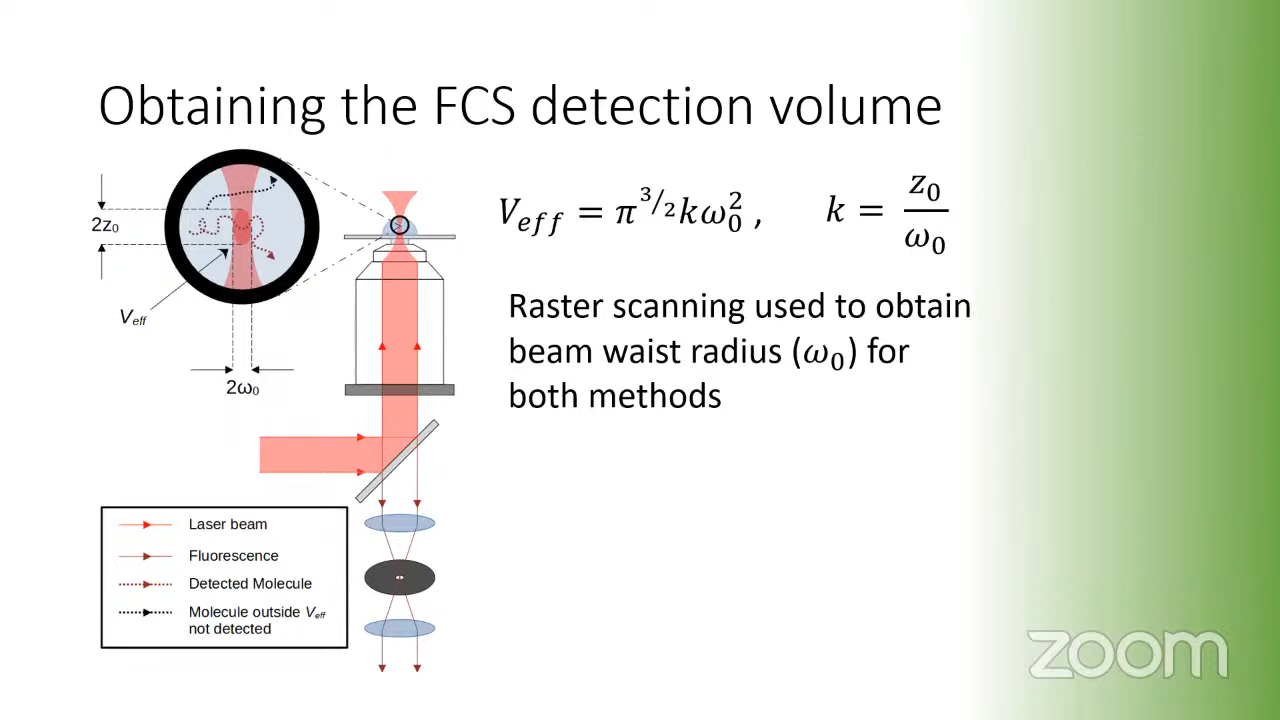 Obtaining the FCS detection volume
2z₀
V_eff
2ω₀
V_eff = π^{3/2}kω₀², k = z₀/ω₀
Raster scanning used to obtain
beam waist radius (ω₀) for
both methods
Laser beam
Fluorescence
Detected Molecule
Molecule outside V_eff
not detected
zoom